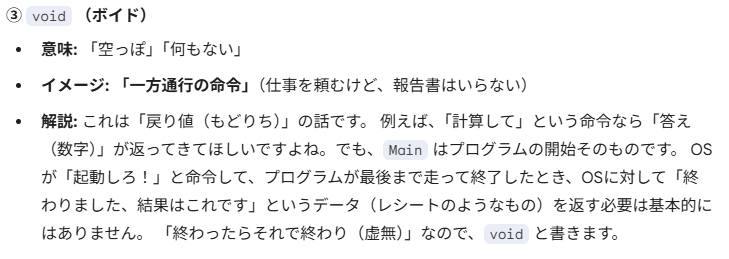 ③ void （ボイド）
• 意味: 「空っぽ」「何もない」
• イメージ: 「一方通行の命令」（仕事を頼むけど、報告書はいらない）
• 解説: これは「戻り値（もどりち）」の話です。 例えば、「計算して」という命令なら「答え
（数字）」が返ってきてほしいですよね。でも、 Main はプログラムの開始そのものです。 OS
が「起動しろ！」と命令して、プログラムが最後まで走って終了したとき、OSに対して「終
わりました、結果はこれです」というデータ（レシートのようなもの）を返す必要は基本的に
はありません。 「終わったらそれで終わり（虚無）」なので、 void と書きます。